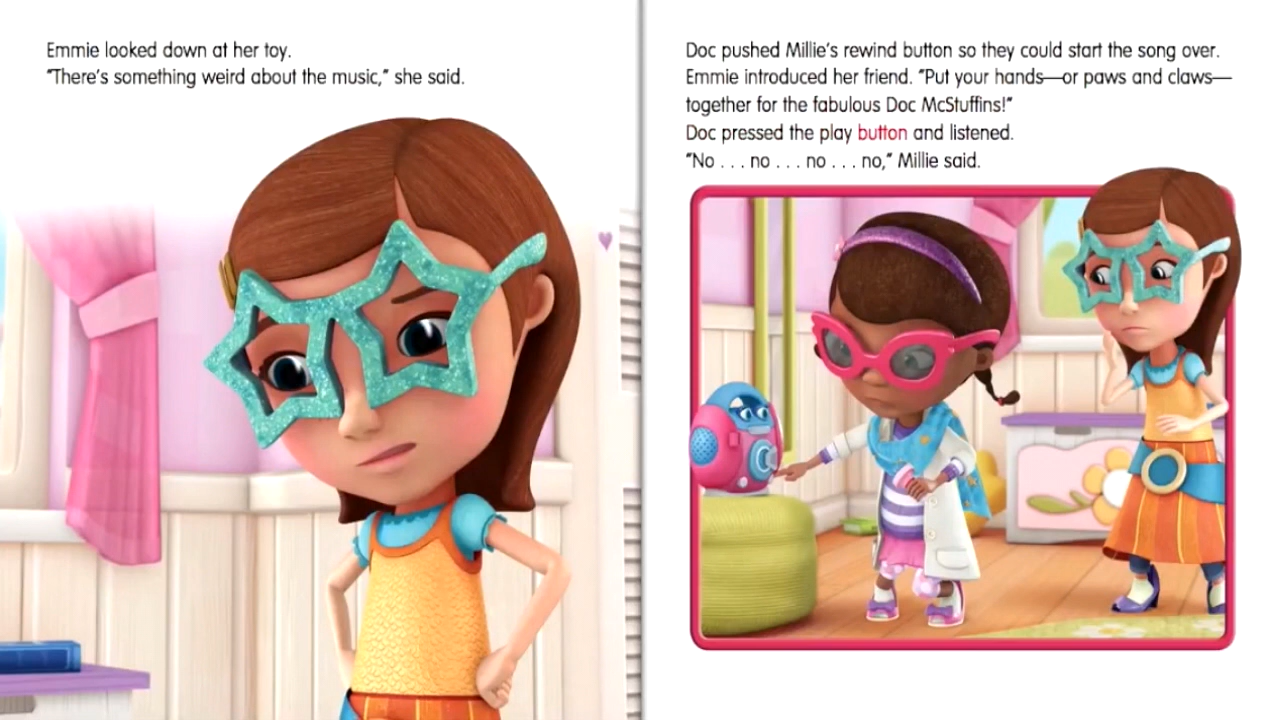 Emmie looked down at her toy.
“There’s something weird about the music,” she said.
Doc pushed Millie’s rewind button so they could start the song over.
Emmie introduced her friend. “Put your hands—or paws and claws—
together for the fabulous Doc McStuffins!”
Doc pressed the play button and listened.
“No . . . no . . . no . . . no,” Millie said.